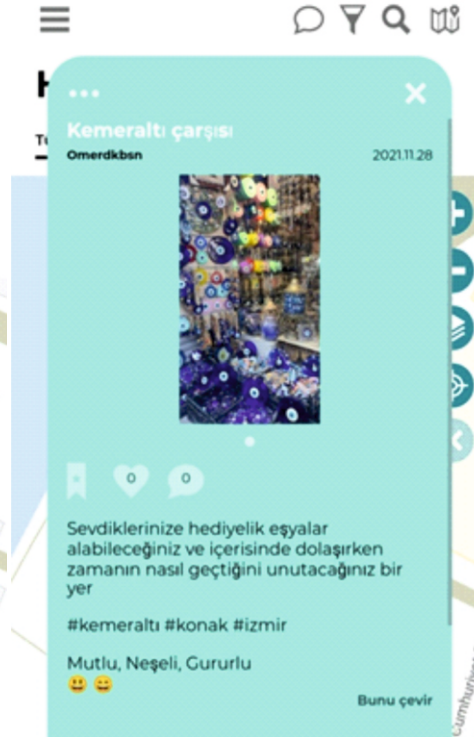 Kemeraltı çarşısı
Omerdkbsn
2021.11.28
0
0
Sevdiklerinize hediyelik eşyalar
alabileceğiniz ve içerisinde dolaşırken
zamanın nasıl geçtiğini unutacağınız bir
yer
#kemeraltı #konak #izmir
Mutlu, Neşeli, Gururlu
😃 😄
Bunu çevir